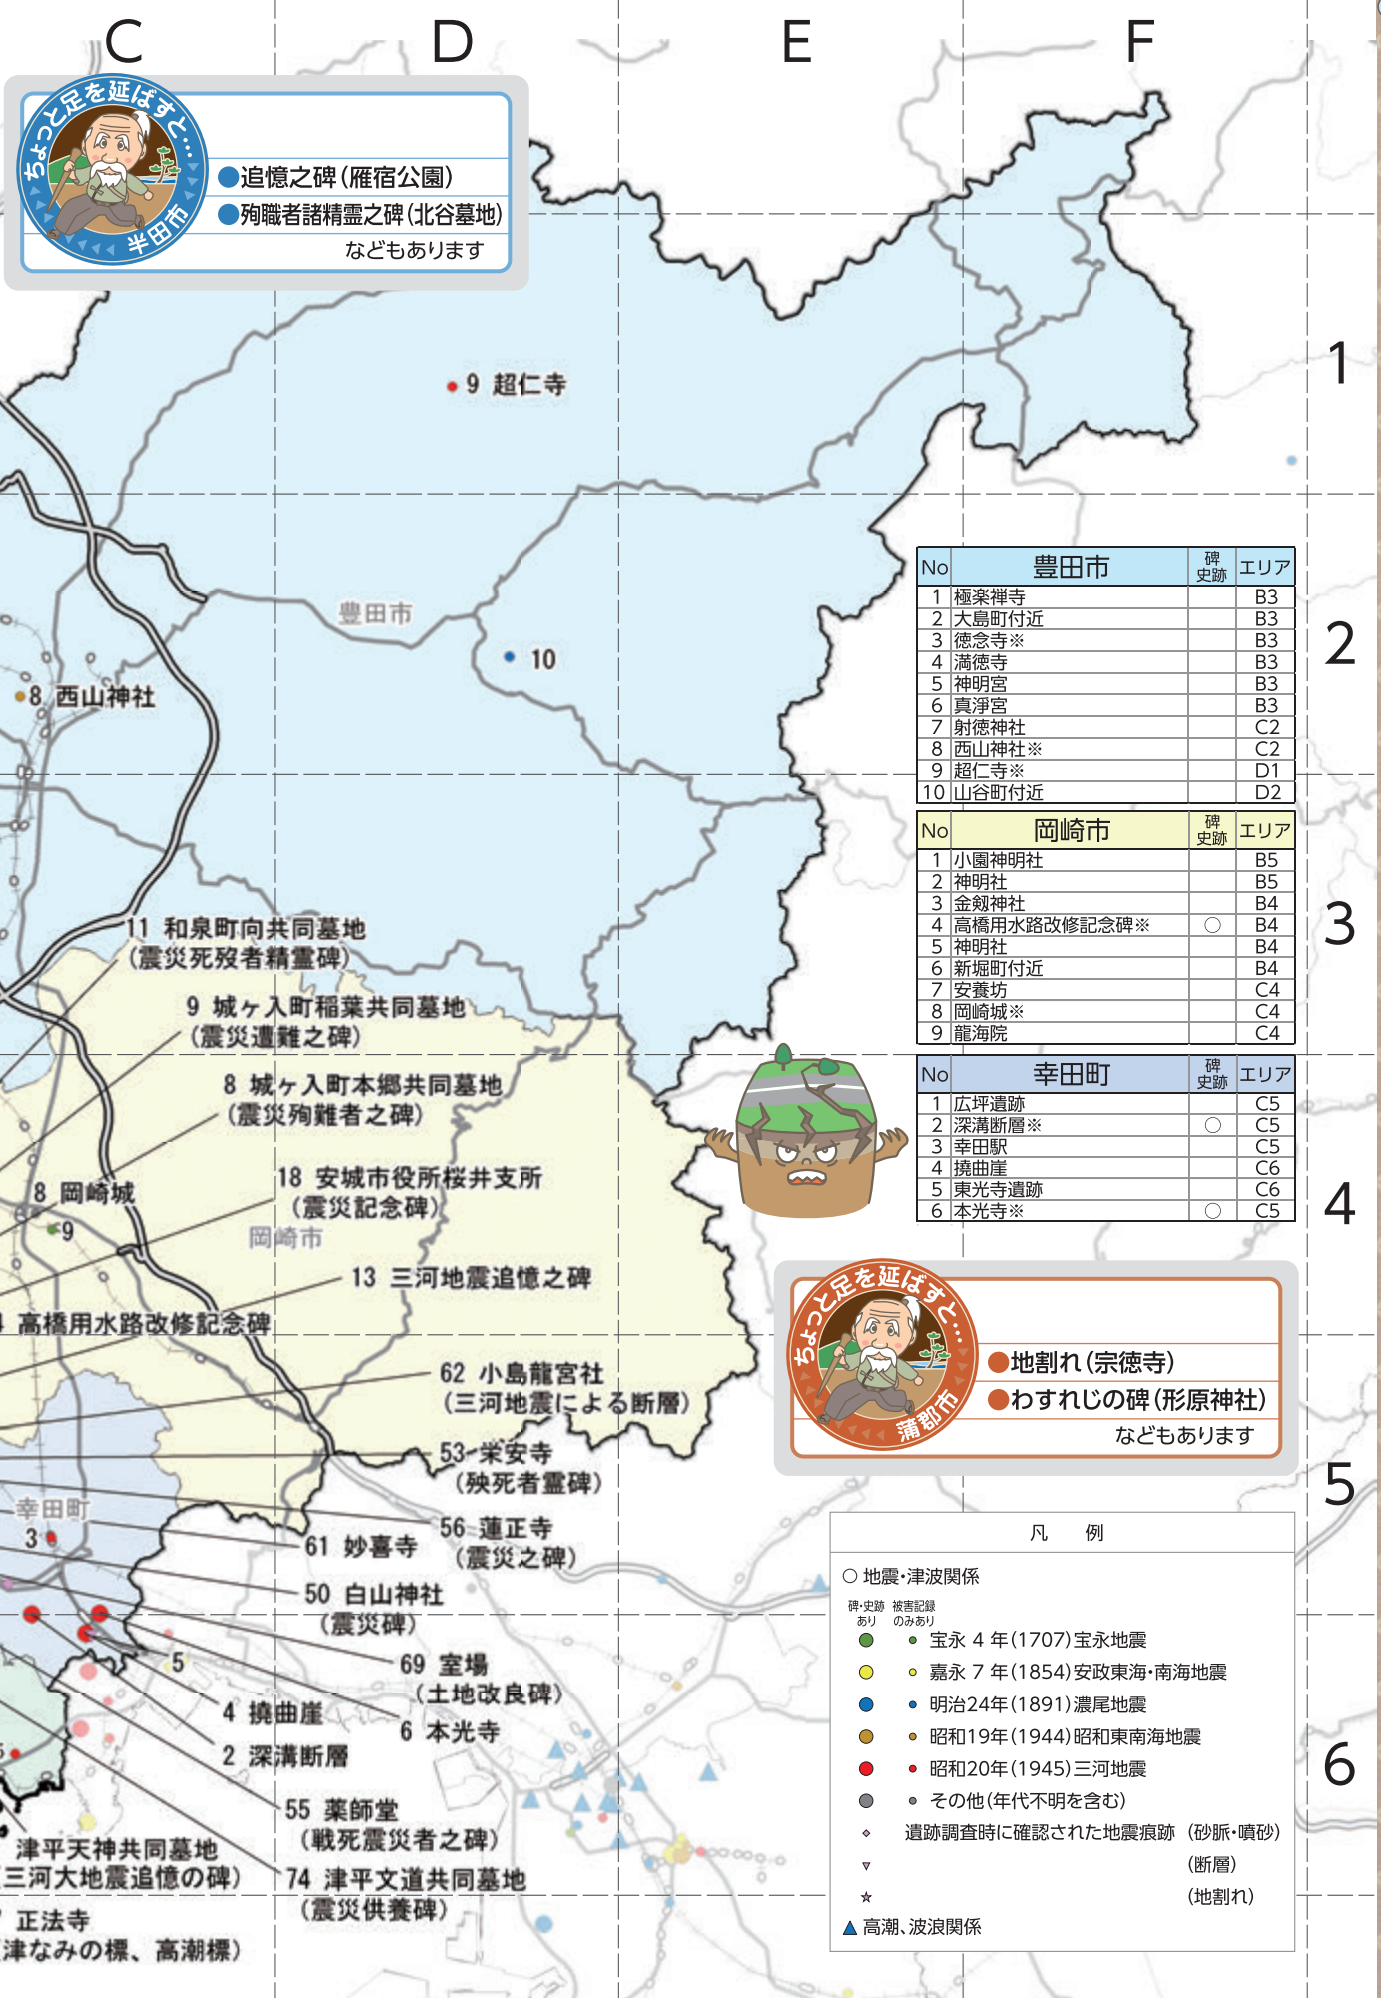 C D E F
ちょっと足を延ばすと…
半田市
●追憶之碑(雁宿公園)
●殉職者諸精霊之碑(北谷墓地)
などもあります
1
9 超仁寺
2
豊田市
10
8 西山神社
No 豊田市 碑史跡 エリア
1 極楽禅寺 B3
2 大島町付近 B3
3 徳念寺※ B3
4 満徳寺 B3
5 神明宮 B3
6 真浄宮 B3
7 射徳神社 C2
8 西山神社※ C2
9 超仁寺※ D1
10 山谷町付近 D2
No 岡崎市 碑史跡 エリア
1 小園神明社 B5
2 神明社 B5
3 金剱神社 B4
4 高橋用水路改修記念碑※ ○ B4
5 神明社 B4
6 新堀町付近 B4
7 安養坊 C4
8 岡崎城※ C4
9 龍海院 C4
3
No 幸田町 碑史跡 エリア
1 広坪遺跡 C5
2 深溝断層※ ○ C5
3 幸田駅 C5
4 撓曲崖 C6
5 東光寺遺跡 C6
6 本光寺※ ○ C5
4
11 和泉町向共同墓地
(震災死歿者精霊碑)
9 城ヶ入町稲葉共同墓地
(震災遭難之碑)
8 城ヶ入町本郷共同墓地
(震災殉難者之碑)
18 安城市役所桜井支所
(震災記念碑)
8 岡崎城
9
岡崎市
13 三河地震追憶之碑
高橋用水路改修記念碑
62 小島龍宮社
(三河地震による断層)
53 栄安寺
(殃死者霊碑)
56 蓮正寺
(震災之碑)
幸田町
3
61 妙喜寺
50 白山神社
(震災碑)
69 室場
(土地改良碑)
5
4 撓曲崖
6 本光寺
2 深溝断層
55 薬師堂
(戦死震災者之碑)
74 津平文道共同墓地
(震災供養碑)
津平天神共同墓地
三河大地震追憶の碑)
正法寺
津なみの標、高潮標)
ちょっと足を延ばすと…
蒲郡市
●地割れ(宗徳寺)
●わすれじの碑(形原神社)
などもあります
5
凡 例
○ 地震・津波関係
碑・史跡あり 被害記録のみあり
宝永 4 年(1707)宝永地震
嘉永 7 年(1854)安政東海・南海地震
明治24年(1891)濃尾地震
昭和19年(1944)昭和東南海地震
昭和20年(1945)三河地震
その他(年代不明を含む)
遺跡調査時に確認された地震痕跡 (砂脈・噴砂)
(断層)
(地割れ)
▲ 高潮、波浪関係
6